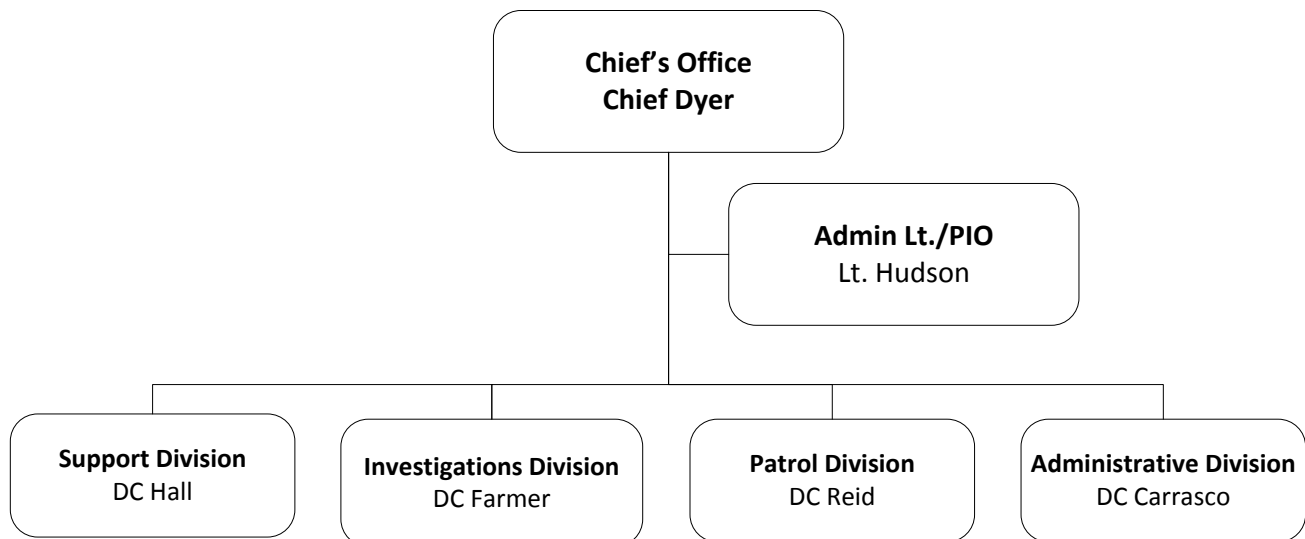 Chief’s Office
Chief Dyer
Admin Lt./PIO
Lt. Hudson
Support Division
DC Hall
Investigations Division
DC Farmer
Patrol Division
DC Reid
Administrative Division
DC Carrasco